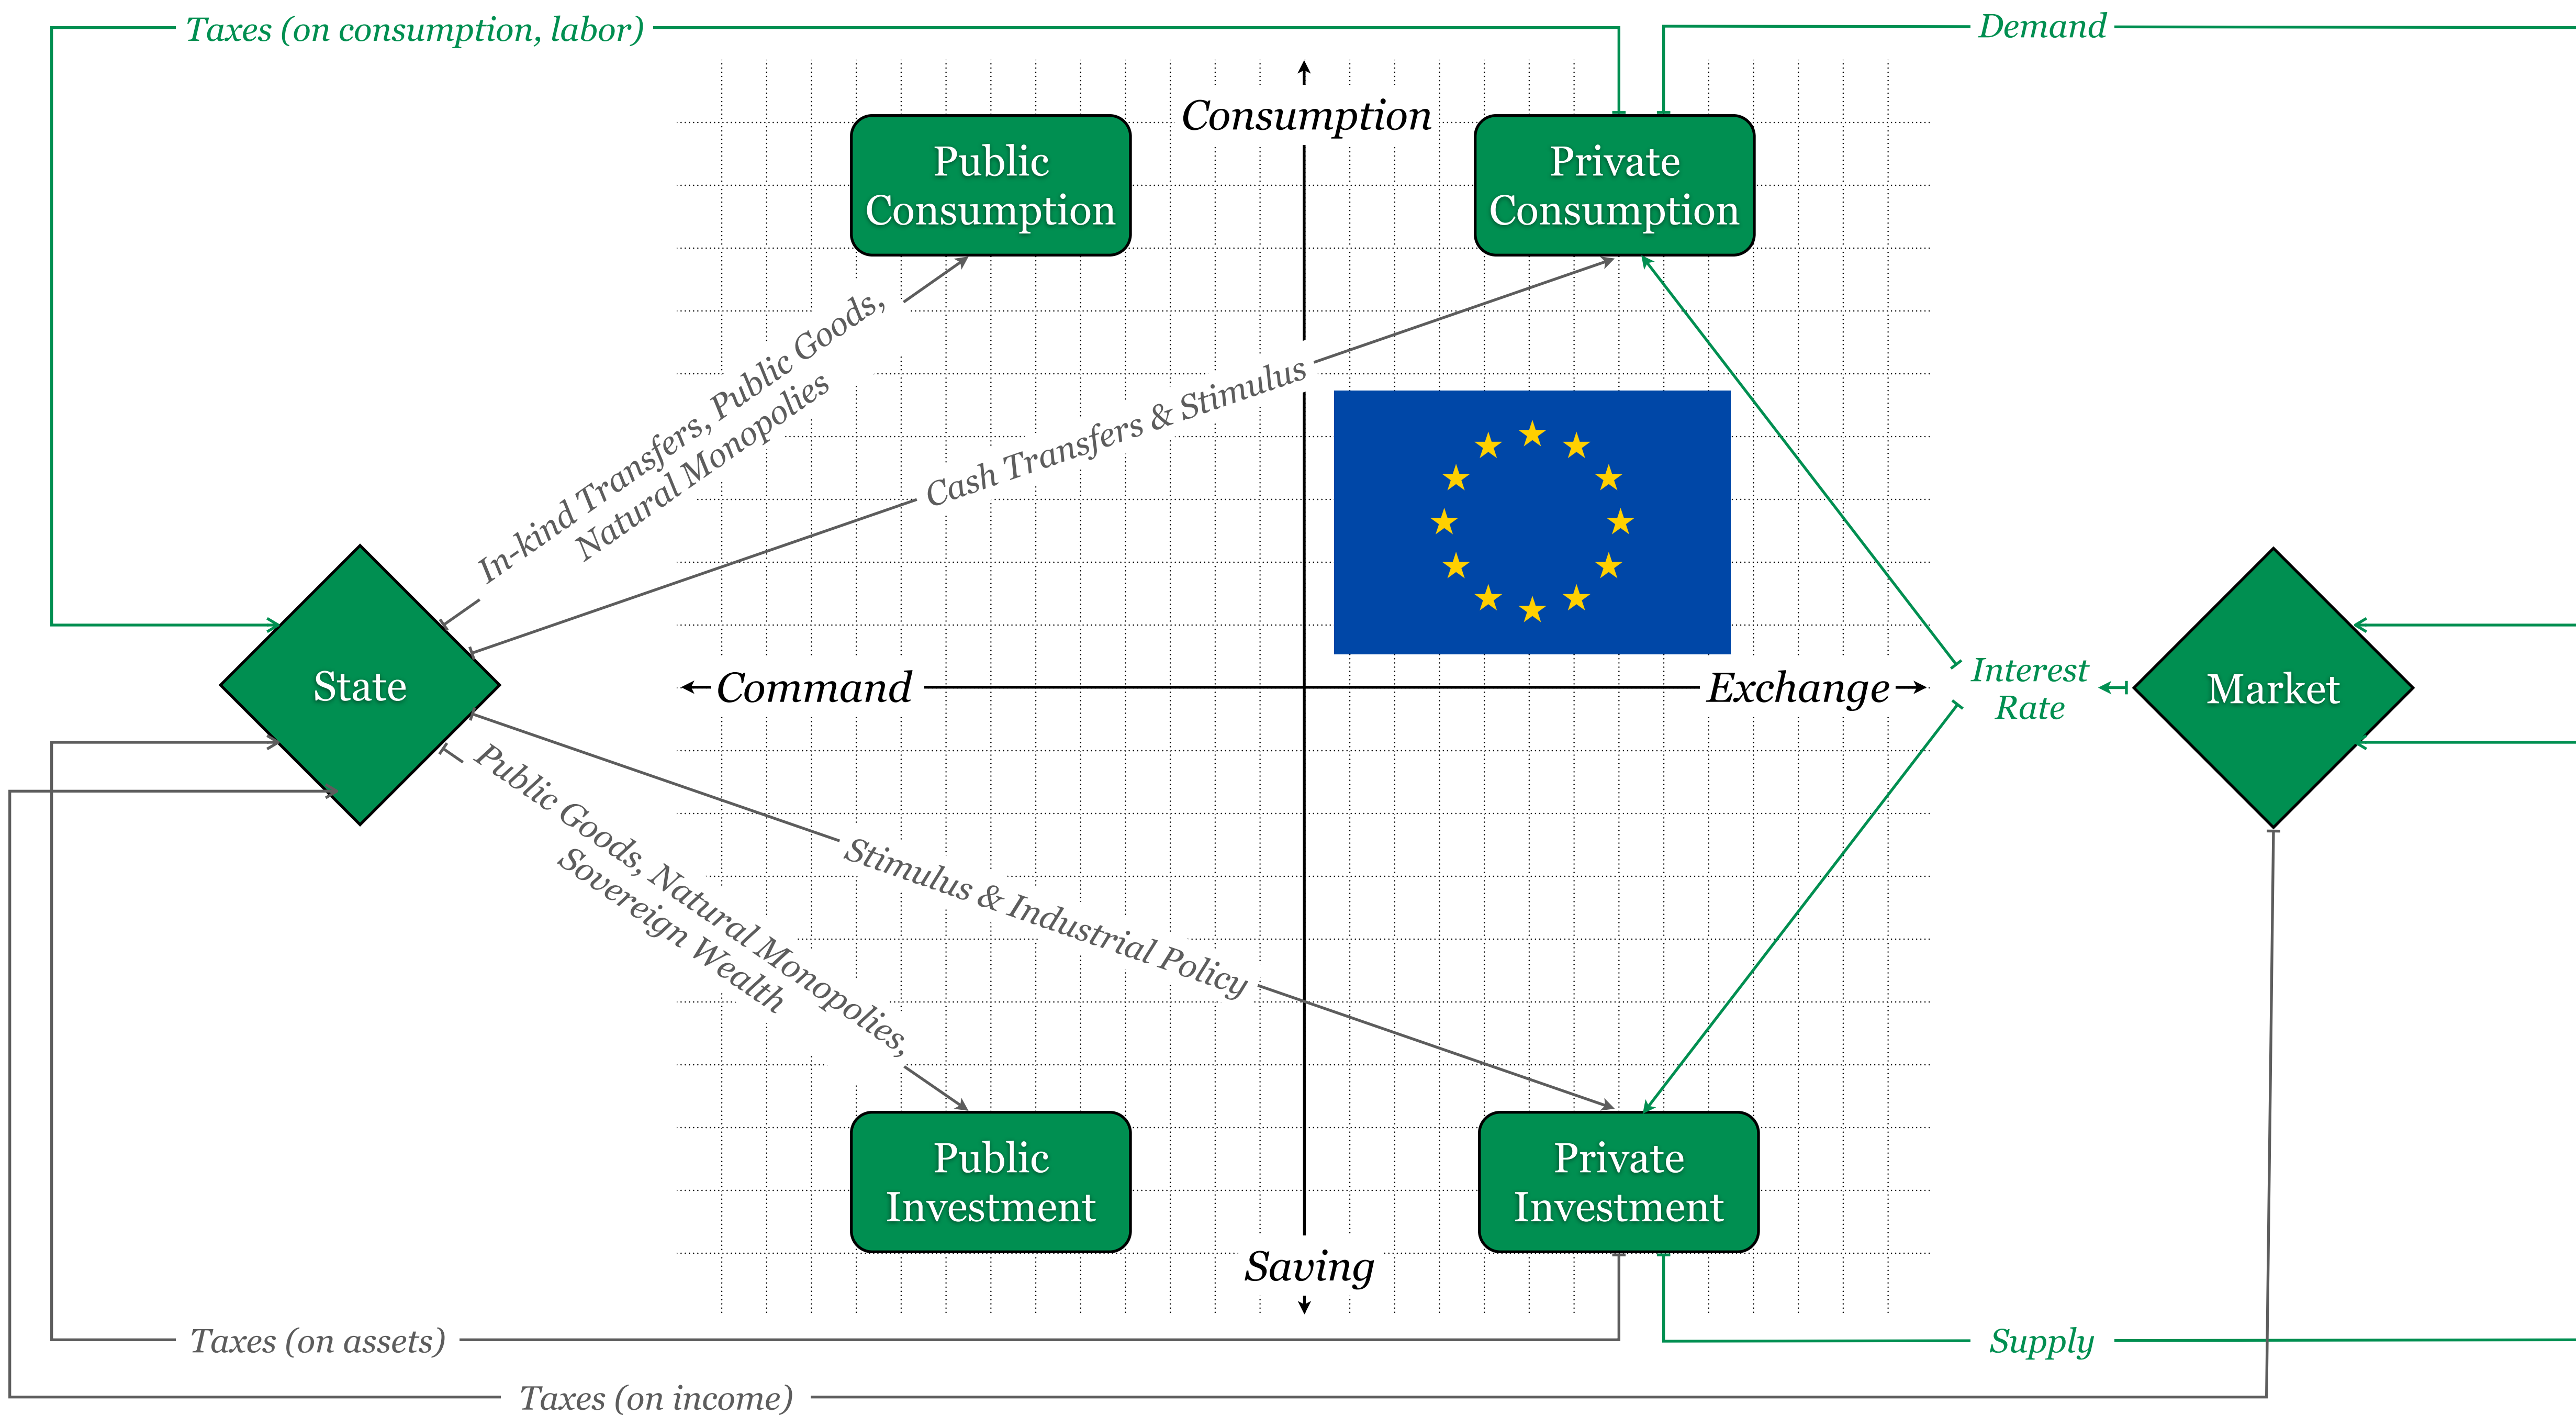 Taxes (on consumption, labor)
Demand
Consumption
Public
Consumption
Private
Consumption
In-kind Transfers, Public Goods,
Natural Monopolies
Cash Transfers & Stimulus
State
Command
Exchange
Interest
Rate
Market
Public Goods, Natural Monopolies,
Sovereign Wealth
Stimulus & Industrial Policy
Public
Investment
Private
Investment
Saving
Taxes (on assets)
Supply
Taxes (on income)